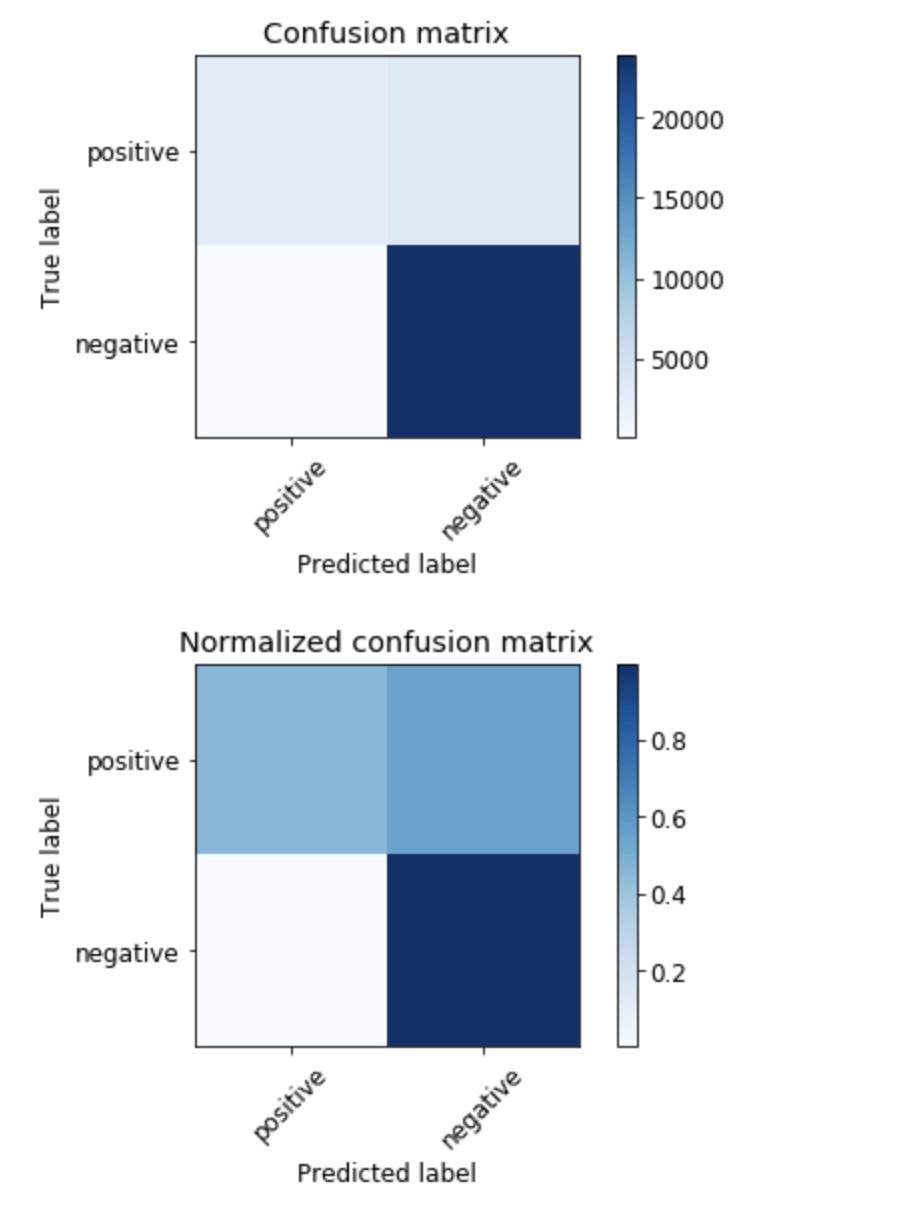 Confusion matrix
positive
negative
True label
positive
negative
Predicted label
20000
15000
10000
5000
Normalized confusion matrix
positive
negative
True label
positive
negative
Predicted label
0.8
0.6
0.4
0.2